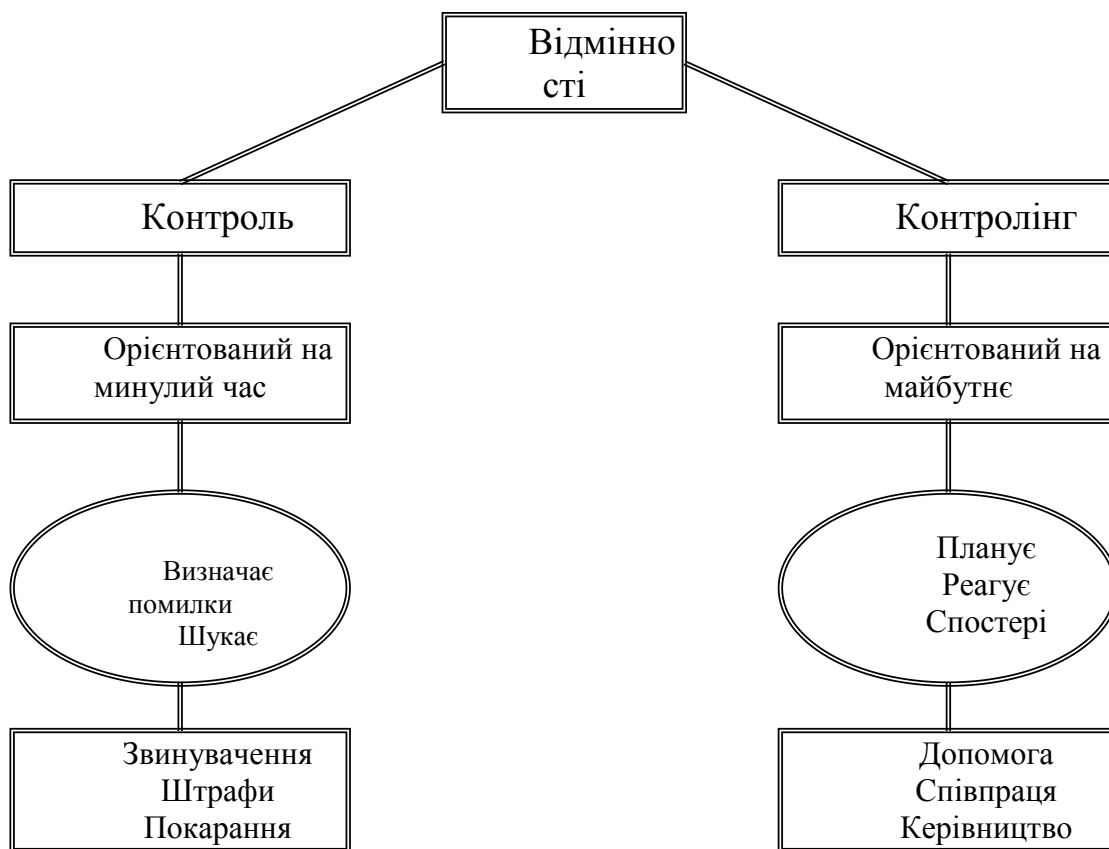 Відмінно
сті
Контроль
Контролінг
Орієнтований на
минулий час
Орієнтований на
майбутнє
Визначає
помилки
Шукає
Планує
Реагує
Спостері
Звинувачення
Штрафи
Покарання
Допомога
Співпраця
Керівництво